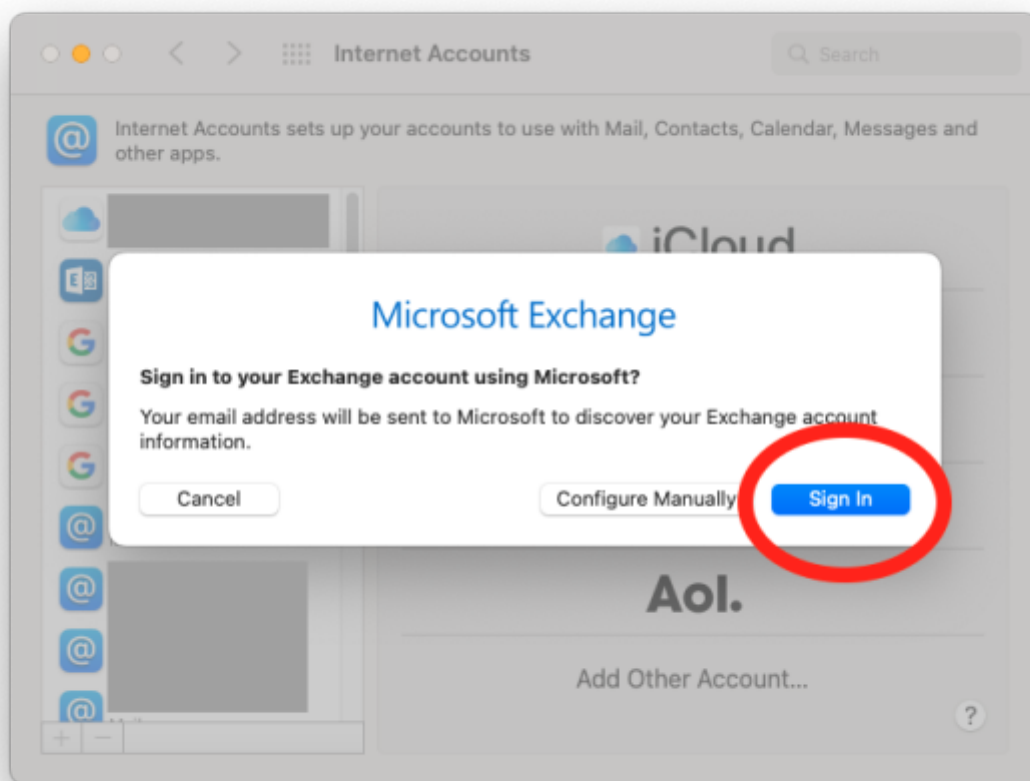 Internet Accounts
Search
Internet Accounts sets up your accounts to use with Mail, Contacts, Calendar, Messages and
other apps.
iCloud
Microsoft Exchange
Sign in to your Exchange account using Microsoft?
Your email address will be sent to Microsoft to discover your Exchange account
information.
Cancel
Configure Manually
Sign In
Aol.
Add Other Account...
?